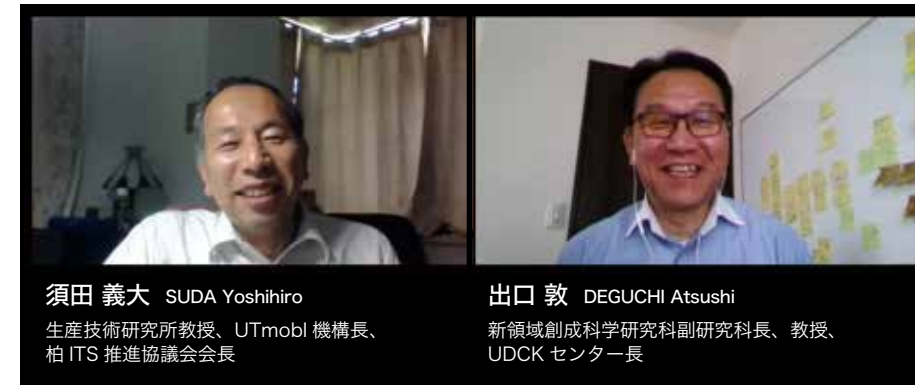 須田 義大 SUDA Yoshihiro
生産技術研究所教授、UTmobI 機構長、
柏 ITS 推進協議会会長
出口 敦 DEGUCHI Atsushi
新領域創成科学研究科副研究科長、教授、
UDCK センター長